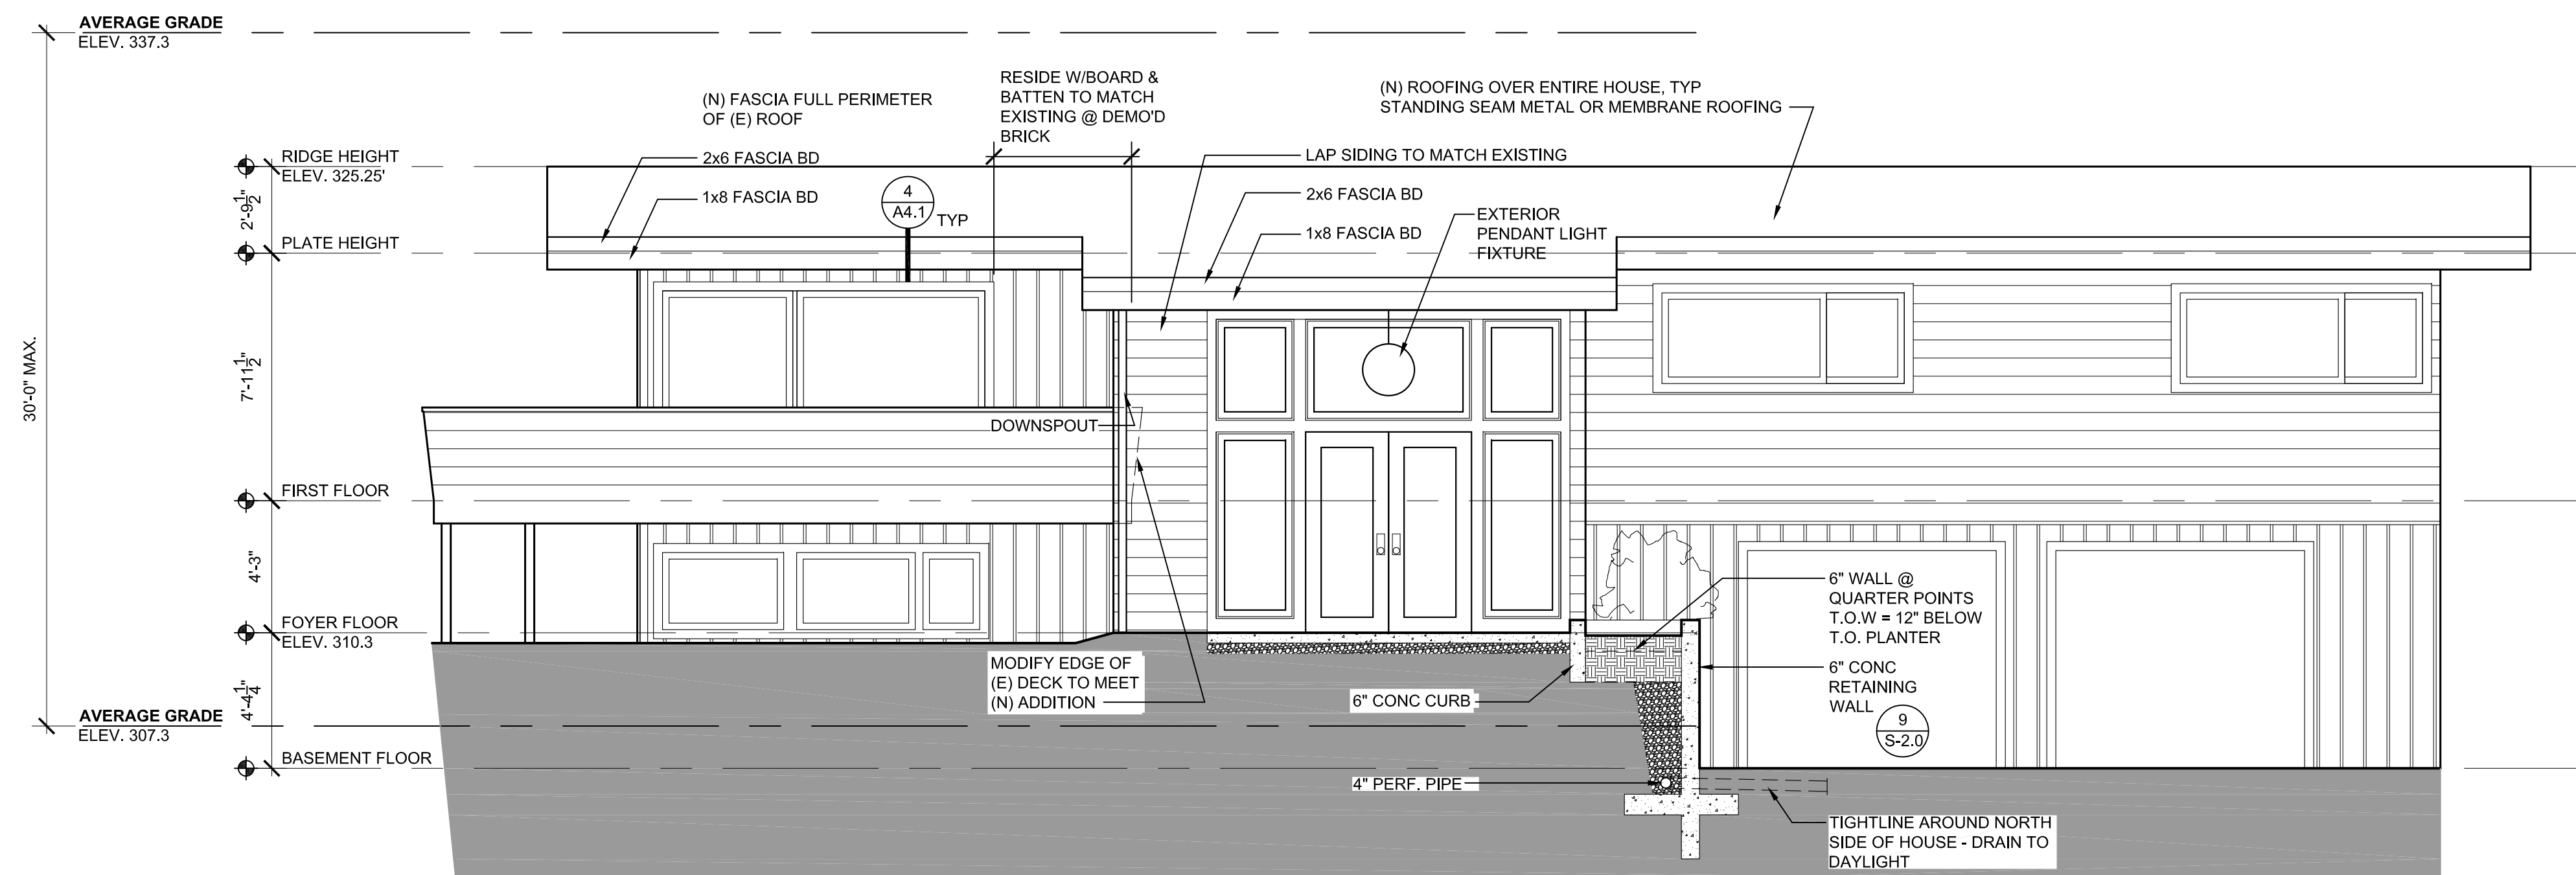 AVERAGE GRADE
ELEV. 337.3
(N) FASCIA FULL PERIMETER
OF (E) ROOF
RESIDE W/BOARD &
BATTEN TO MATCH
EXISTING @ DEMO'D
BRICK
(N) ROOFING OVER ENTIRE HOUSE, TYP
STANDING SEAM METAL OR MEMBRANE ROOFING
RIDGE HEIGHT
ELEV. 325.25'
2x6 FASCIA BD
1x8 FASCIA BD
4
A4.1
TYP
LAP SIDING TO MATCH EXISTING
2x6 FASCIA BD
1x8 FASCIA BD
EXTERIOR
PENDANT LIGHT
FIXTURE
2'-9 1/2"
PLATE HEIGHT
7'-11 1/2"
30'-0" MAX.
DOWNSPOUT
FIRST FLOOR
4'-3"
FOYER FLOOR
ELEV. 310.3
4'-4 1/4"
MODIFY EDGE OF
(E) DECK TO MEET
(N) ADDITION
6" CONC CURB
6" WALL @
QUARTER POINTS
T.O.W = 12" BELOW
T.O. PLANTER
6" CONC
RETAINING
WALL
9
S-2.0
AVERAGE GRADE
ELEV. 307.3
BASEMENT FLOOR
4" PERF. PIPE
TIGHTLINE AROUND NORTH
SIDE OF HOUSE - DRAIN TO
DAYLIGHT